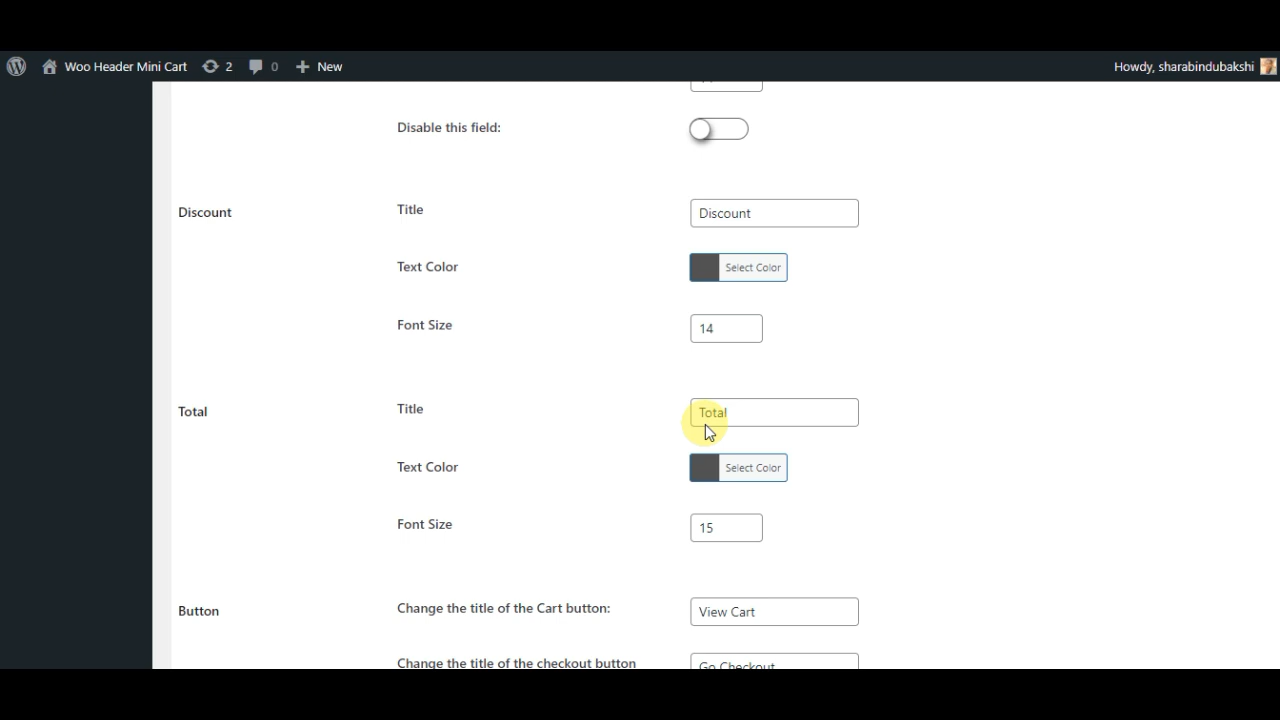 Woo Header Mini Cart 2 0 New Howdy, sharabindubakshi
Disable this field:
Discount Title Discount
Text Color Select Color
Font Size 14
Total Title Total
Text Color Select Color
Font Size 15
Button Change the title of the Cart button: View Cart
Change the title of the checkout button Go Checkout